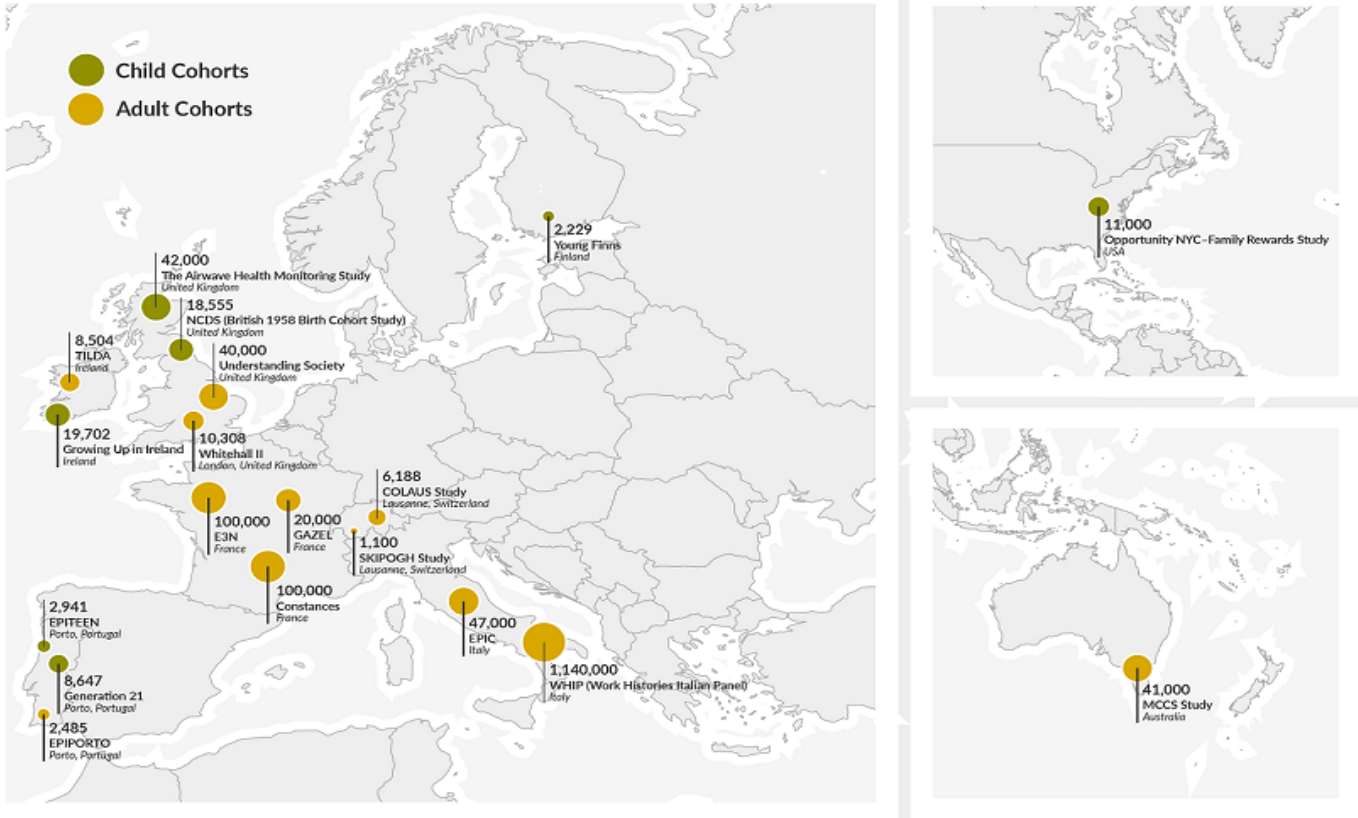 Child Cohorts
Adult Cohorts
2,229
Young Finns
Finland
42,000
The Airwave Health Monitoring Study
United Kingdom
18,555
NCDS (British 1958 Birth Cohort Study)
United Kingdom
8,504
TILDA
Ireland
40,000
Understanding Society
United Kingdom
19,702
Growing Up in Ireland
Ireland
10,308
Whitehall II
London, United Kingdom
6,188
COLAUS Study
Lausanne, Switzerland
100,000
E3N
France
20,000
GAZEL
France
1,100
SKIPOGH Study
Lausanne, Switzerland
100,000
Constances
France
2,941
EPITEEN
Porto, Portugal
47,000
EPIC
Italy
8,647
Generation 21
Porto, Portugal
1,140,000
WHIP (Work Histories Italian Panel)
Italy
2,485
EPIPORTO
Porto, Portugal
11,000
Opportunity NYC–Family Rewards Study
USA
41,000
MCCS Study
Australia